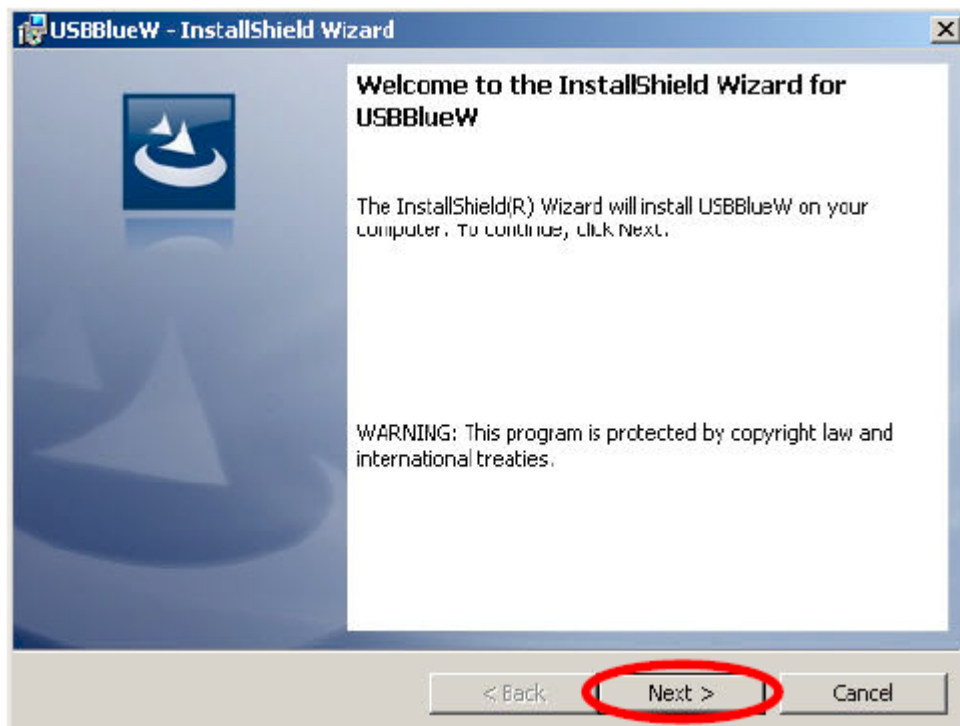 USBBlueW - InstallShield Wizard
Welcome to the InstallShield Wizard for
USBBlueW
The InstallShield(R) Wizard will install USBBlueW on your
computer. To continue, click Next.
WARNING: This program is protected by copyright law and
international treaties.
< Back
Next >
Cancel